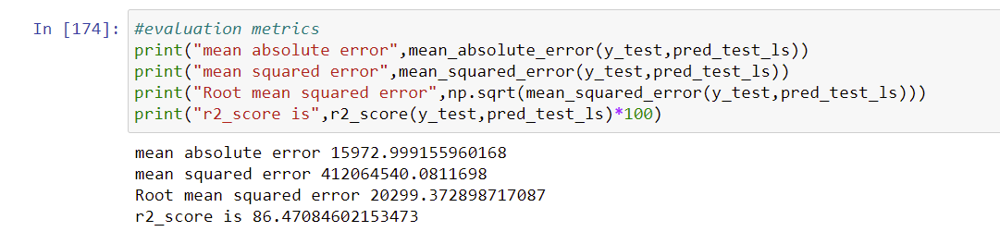 In [174]: #evaluation metrics
print("mean absolute error",mean_absolute_error(y_test,pred_test_ls))
print("mean squared error",mean_squared_error(y_test,pred_test_ls))
print("Root mean squared error",np.sqrt(mean_squared_error(y_test,pred_test_ls)))
print("r2_score is",r2_score(y_test,pred_test_ls)*100)
mean absolute error 15972.999155960168
mean squared error 412064540.0811698
Root mean squared error 20299.372898717087
r2_score is 86.47084602153473